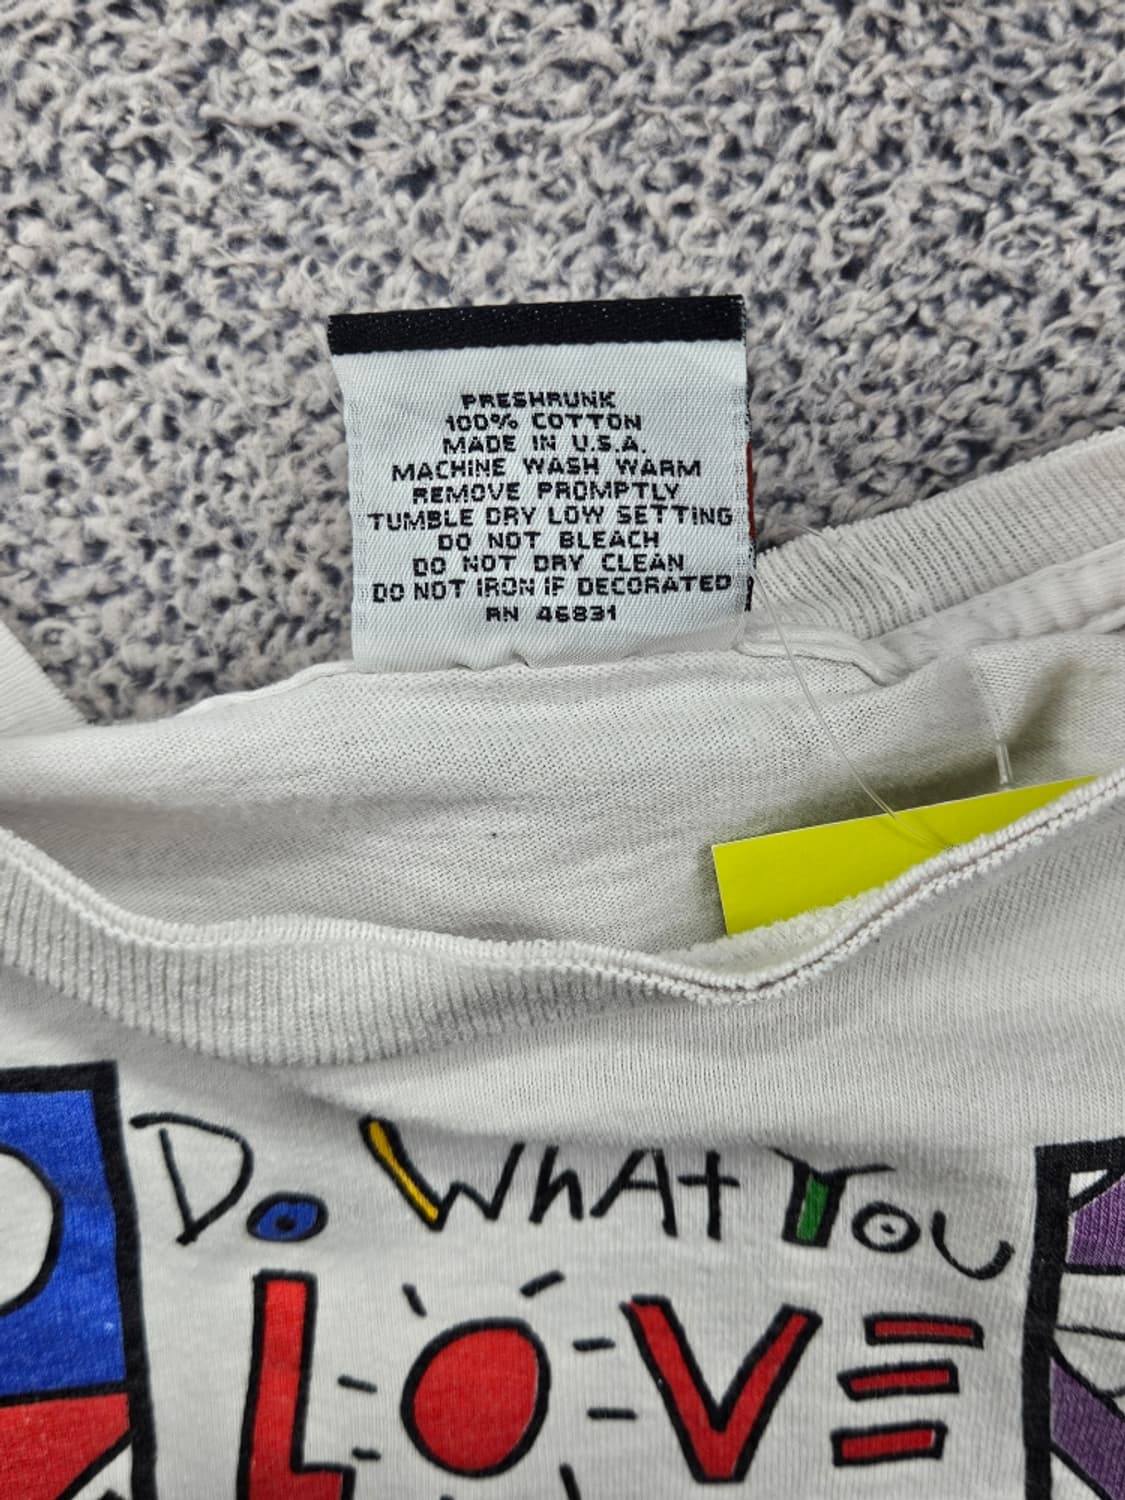 PRESHRUNK
100% COTTON
MADE IN U.S.A.
MACHINE WASH WARM
REMOVE PROMPTLY
TUMBLE DRY LOW SETTING
DO NOT BLEACH
DO NOT DRY CLEAN
DO NOT IRON IF DECORATED
RN 46831
Do WhAt You
LOVE